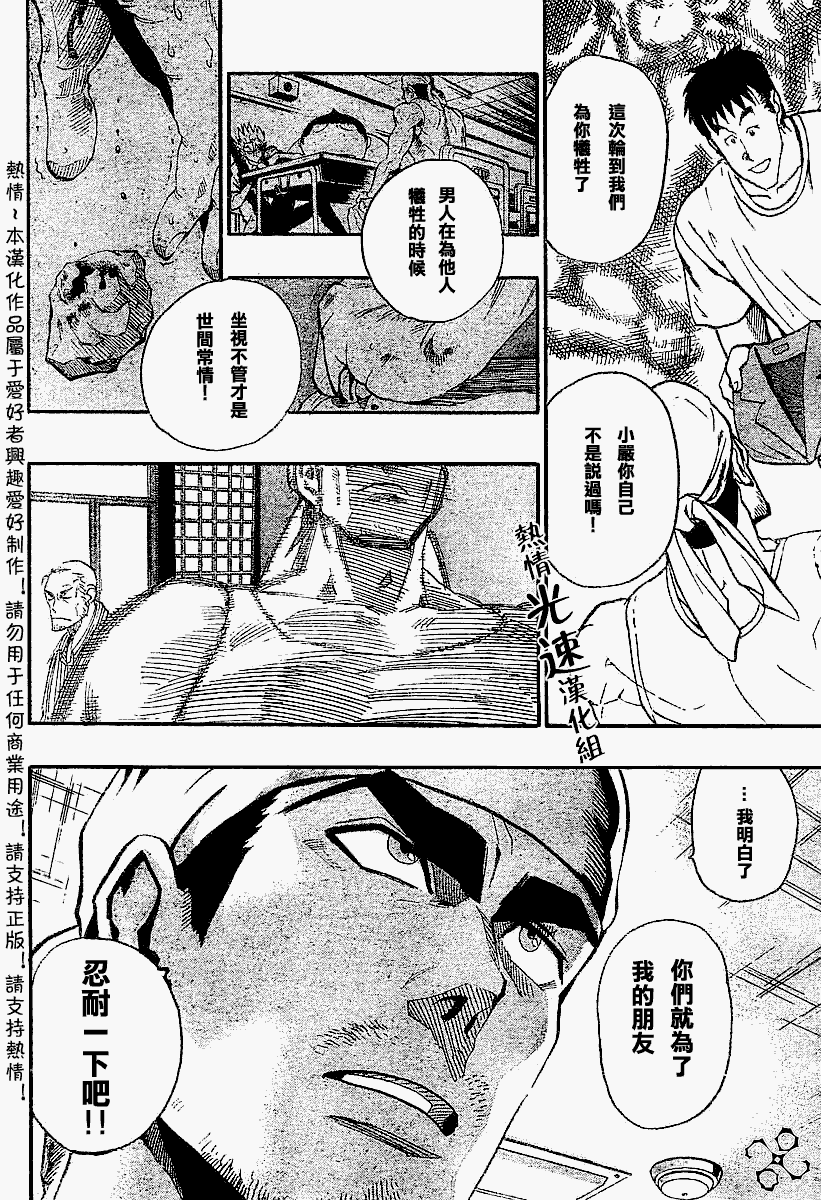 這次輪到我們
為你犧牲了
小嚴你自己
不是說過嗎！
男人在為他人
犧牲的時候
坐視不管才是
世間常情！
…我明白了
你們就為了
我的朋友
忍耐一下吧!!
熱情
光速
漢化組
熱情～本漢化作品屬于愛好者興趣愛好制作！請勿用于任何商業用途！請支持正版！請支持熱情！